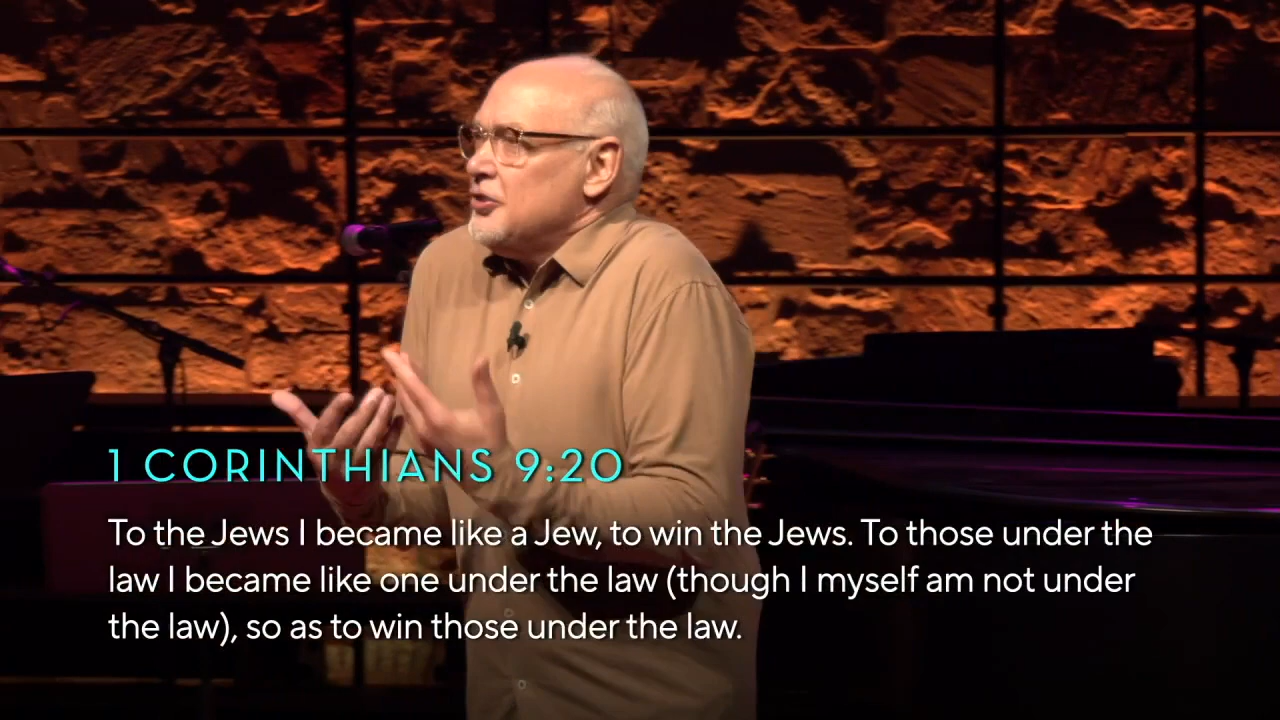 1 CORINTHIANS 9:20
To the Jews I became like a Jew, to win the Jews. To those under the
law I became like one under the law (though I myself am not under
the law), so as to win those under the law.